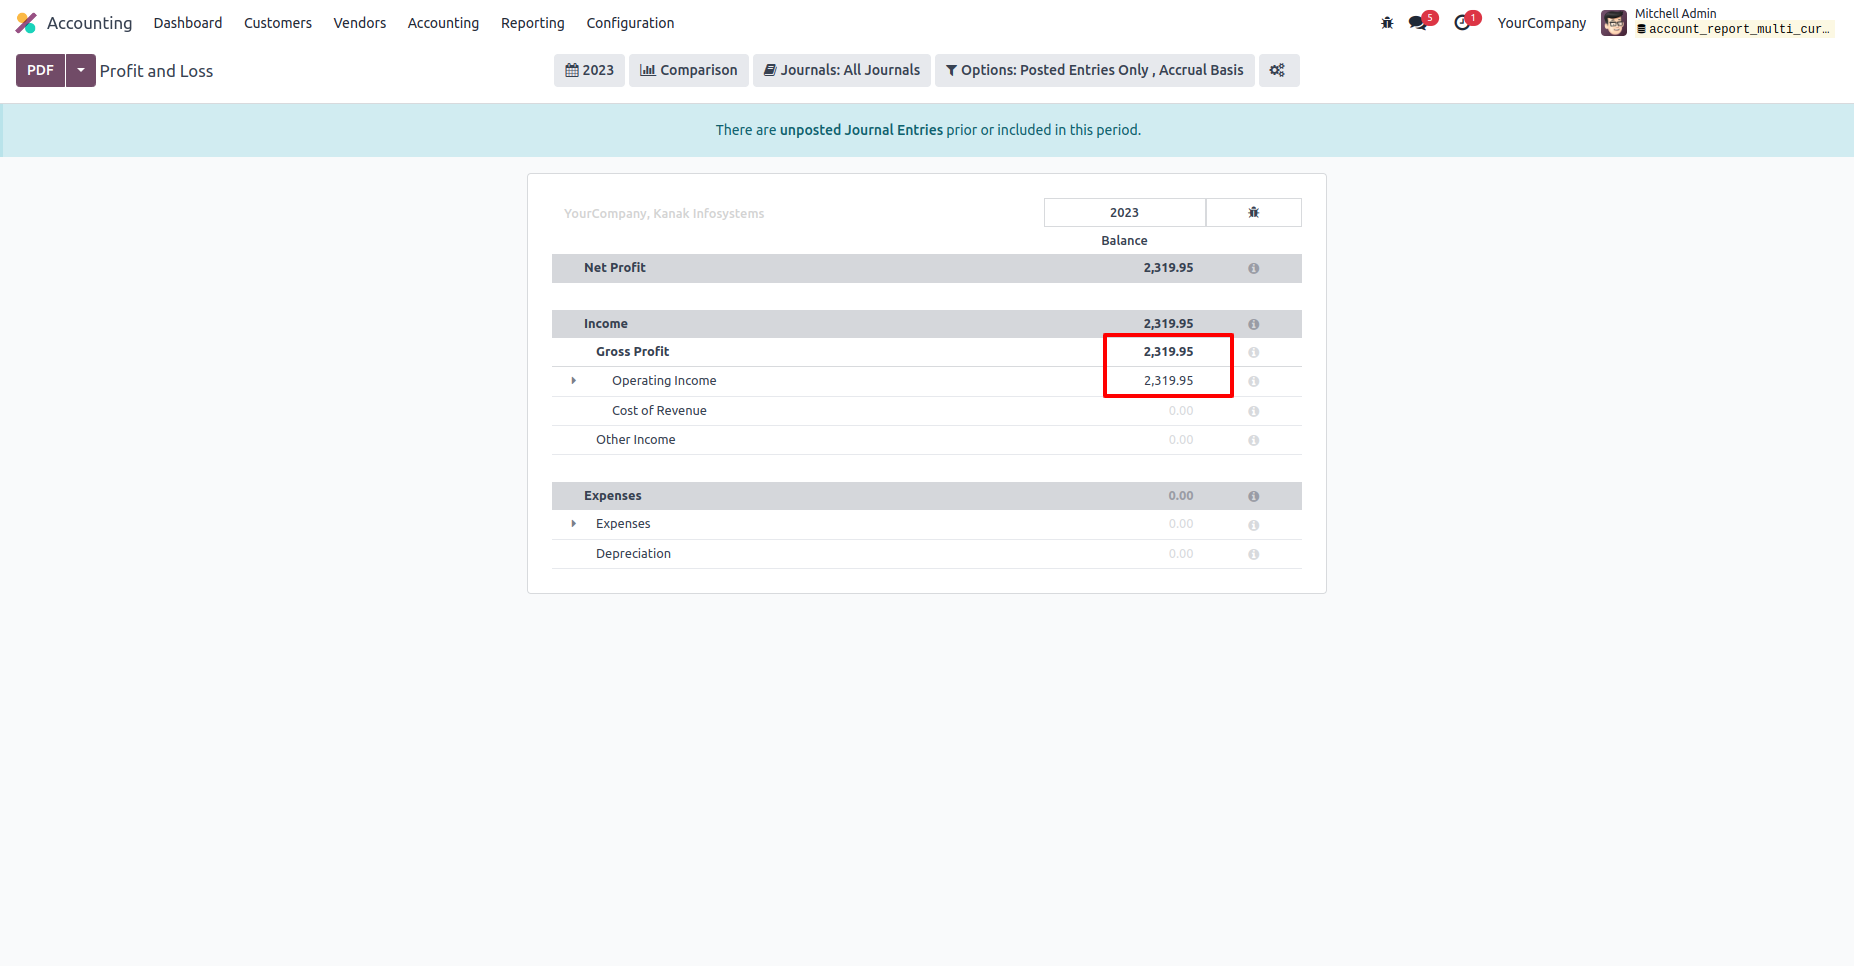 Accounting Dashboard Customers Vendors Accounting Reporting Configuration 5 1 YourCompany Mitchell Admin
account_report_multi_cur...
PDF Profit and Loss 2023 Comparison Journals: All Journals Options: Posted Entries Only , Accrual Basis
There are unposted Journal Entries prior or included in this period.
YourCompany, Kanak Infosystems 2023
Balance
Net Profit 2,319.95
Income 2,319.95
Gross Profit 2,319.95
Operating Income 2,319.95
Cost of Revenue 0.00
Other Income 0.00
Expenses 0.00
Expenses 0.00
Depreciation 0.00